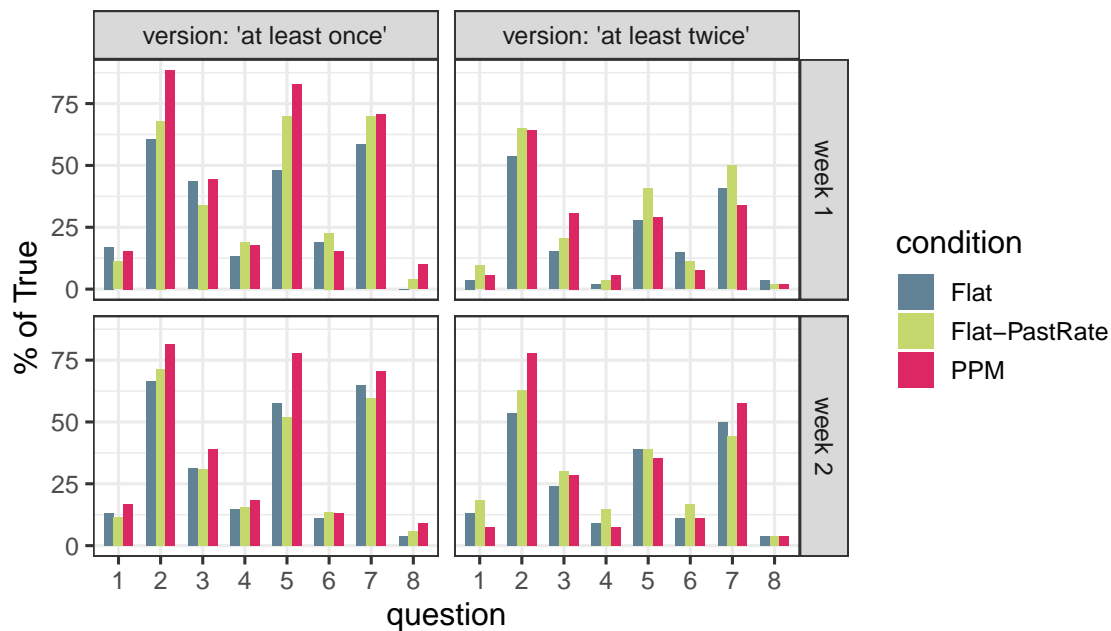 version: 'at least once'
version: 'at least twice'
% of True
75
50
25
0
week 1
75
50
25
0
week 2
1 2 3 4 5 6 7 8
1 2 3 4 5 6 7 8
question
condition
Flat
Flat−PastRate
PPM